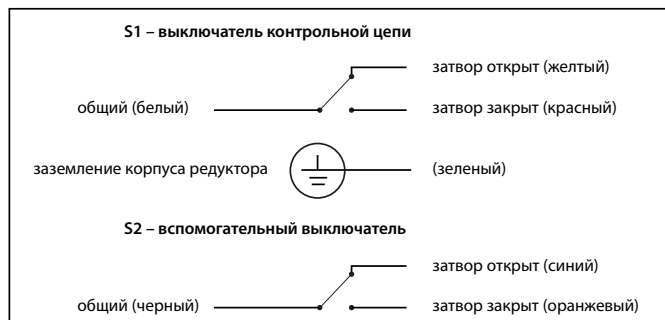 S1 – выключатель контрольной цепи
затвор открыт (желтый)
общий (белый)
затвор закрыт (красный)
заземление корпуса редуктора
(зеленый)
S2 – вспомогательный выключатель
затвор открыт (синий)
общий (черный)
затвор закрыт (оранжевый)